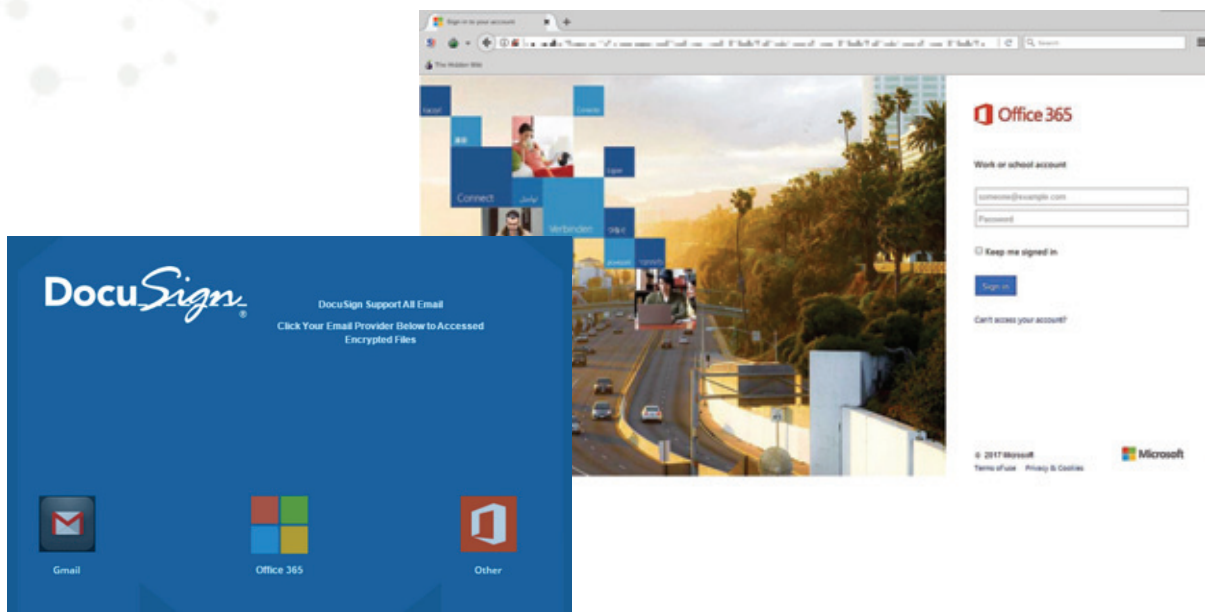 Sign in to your account
Search
The Hidden Wiki
Office 365
Work or school account
someone@example.com
Password
Keep me signed in
Sign in
Can't access your account?
© 2017 Microsoft
Microsoft
Terms of use Privacy & Cookies
Connect
Verbinden
DocuSign®
DocuSign Support All Email
Click Your Email Provider Below to Accessed
Encrypted Files
Gmail
Office 365
Other